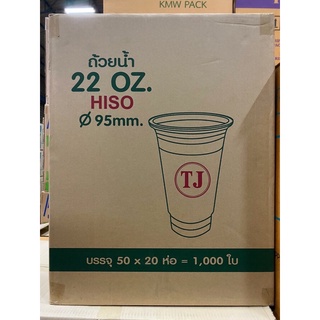 KMW PACK
ถ้วยน้ำ
22 OZ.
HISO
Ø 95mm.
TJ
บรรจุ 50 x 20 ห่อ = 1,000 ใบ